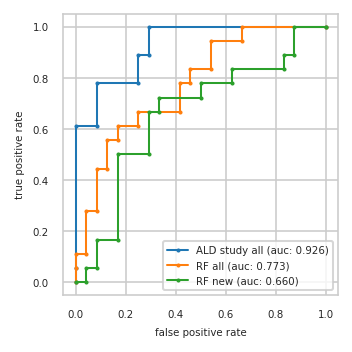 1.0
0.8
0.6
0.4
0.2
0.0
true positive rate
ALD study all (auc: 0.926)
RF all (auc: 0.773)
RF new (auc: 0.660)
0.0 0.2 0.4 0.6 0.8 1.0
false positive rate